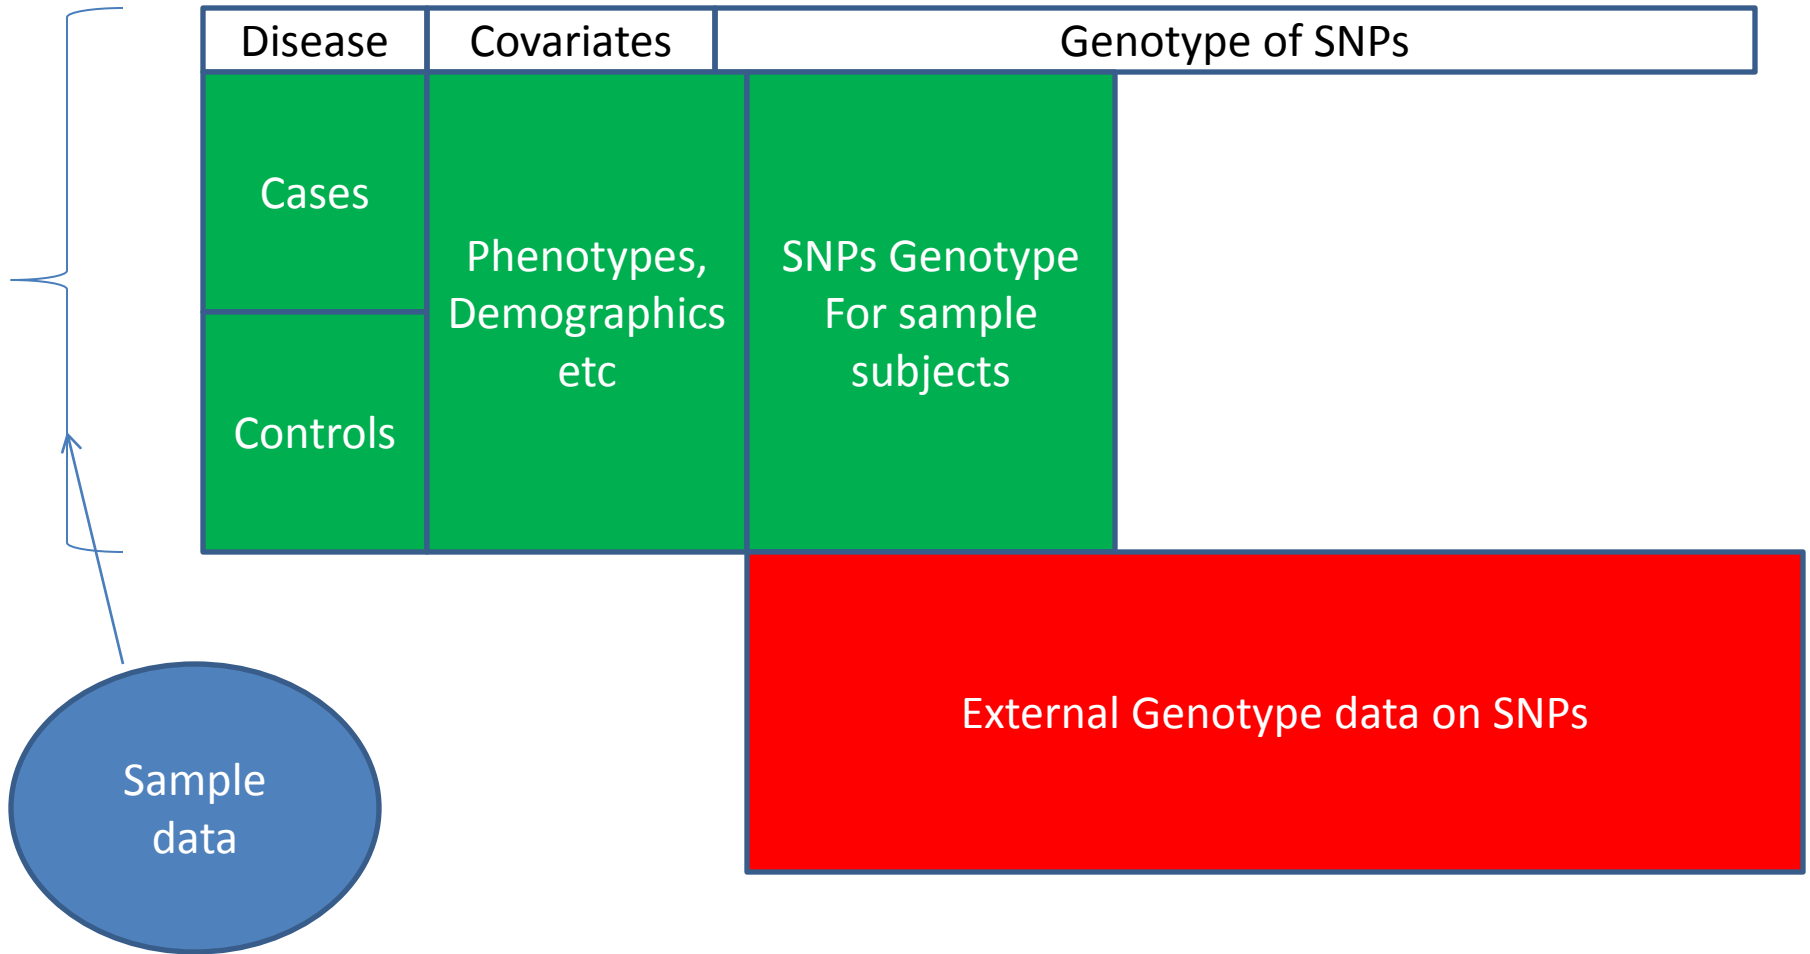 Disease
Covariates
Genotype of SNPs
Cases
Controls
Phenotypes,
Demographics
etc
SNPs Genotype
For sample
subjects
External Genotype data on SNPs
Sample
data